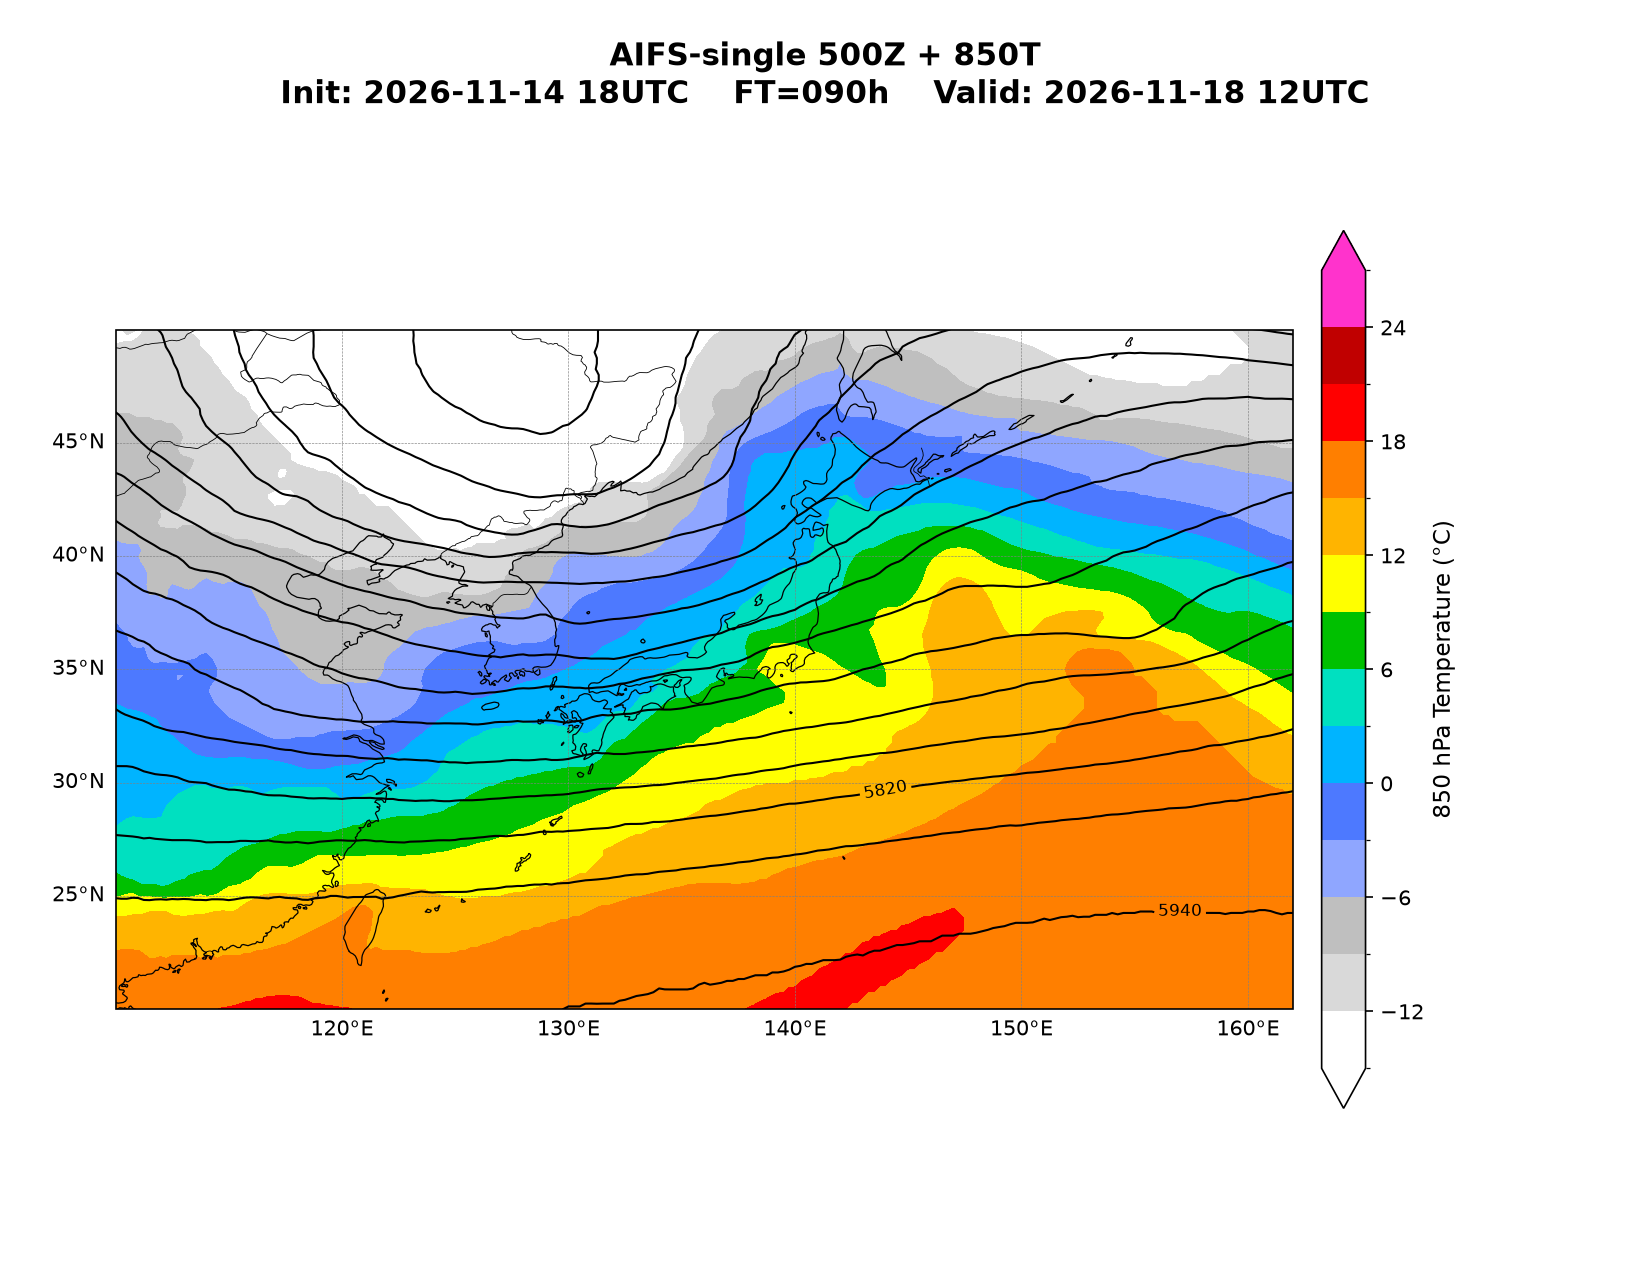 AIFS-single 500Z + 850T
Init: 2026-11-14 18UTC    FT=090h    Valid: 2026-11-18 12UTC
24
18
12
6
0
−6
−12
850 hPa Temperature (°C)
45°N
40°N
35°N
30°N
25°N
5820
5940
120°E
130°E
140°E
150°E
160°E